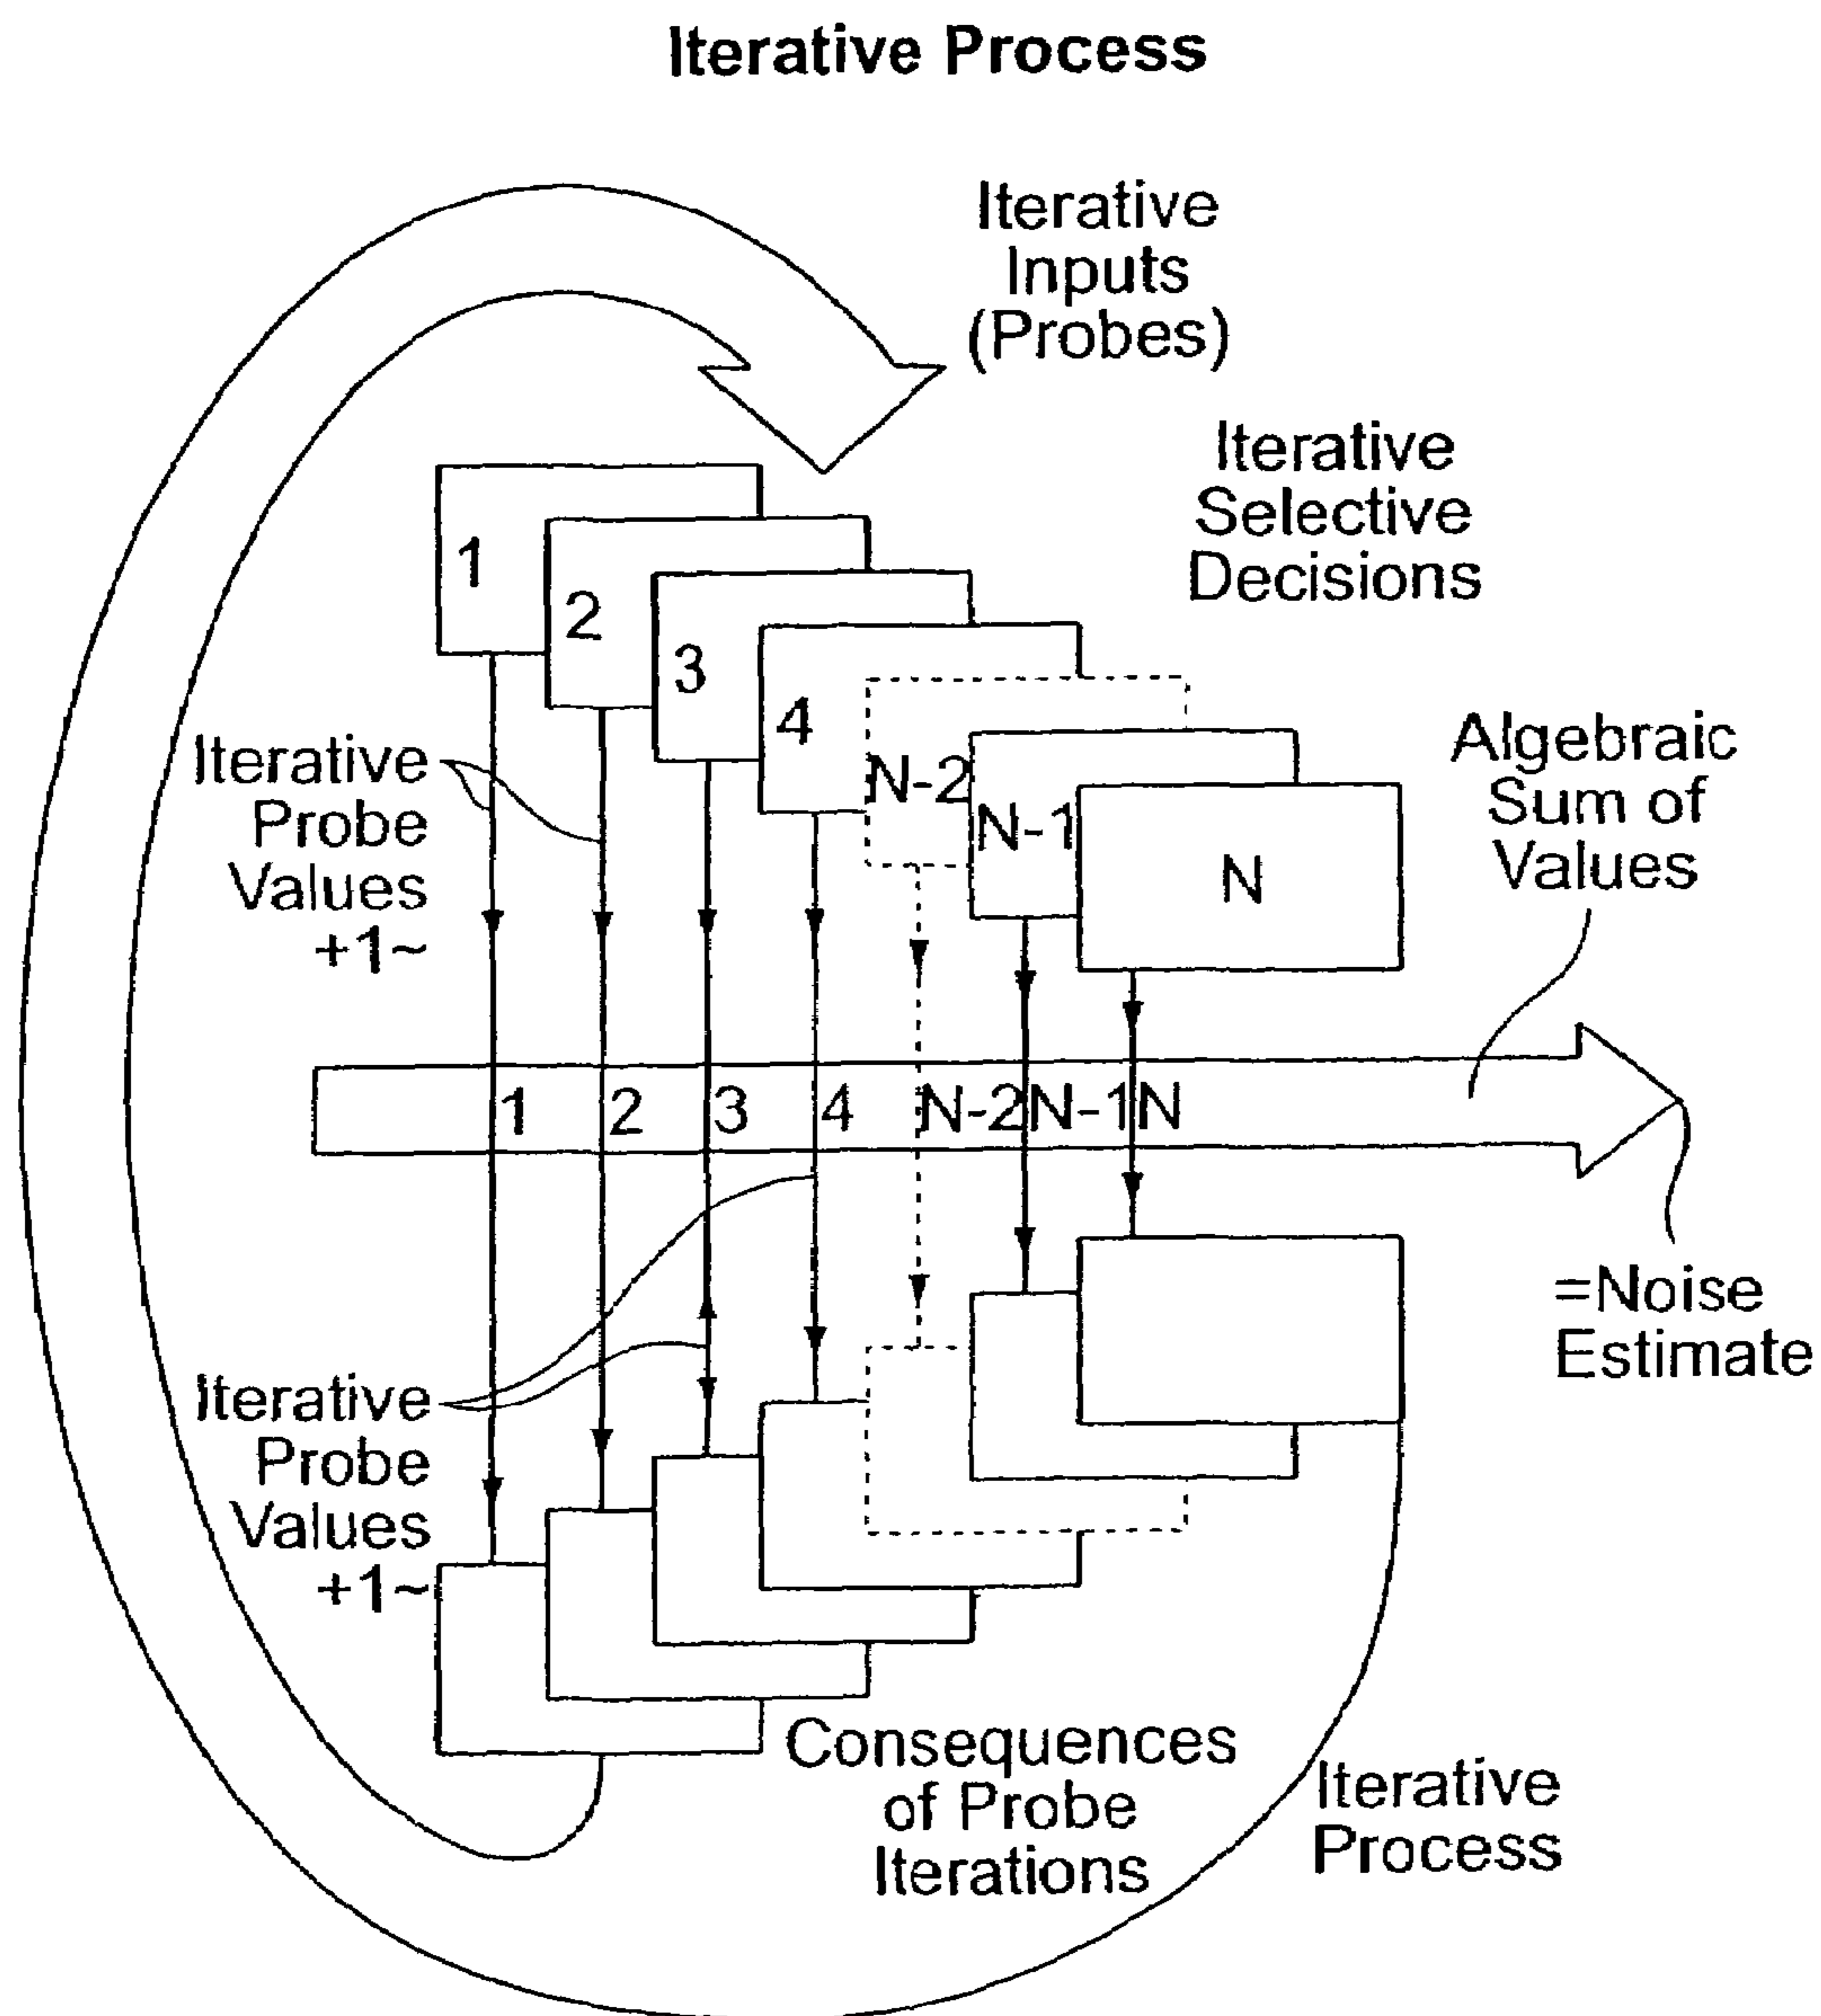 Iterative Process
Iterative
Inputs
(Probes)
Iterative
Selective
Decisions
1
2
3
4
N-2
N-1
N
Iterative
Probe
Values
+1~
Algebraic
Sum of
Values
1
2
3
4
N-2
N-1
N
=Noise
Estimate
Iterative
Probe
Values
+1~
Consequences
of Probe
Iterations
Iterative
Process